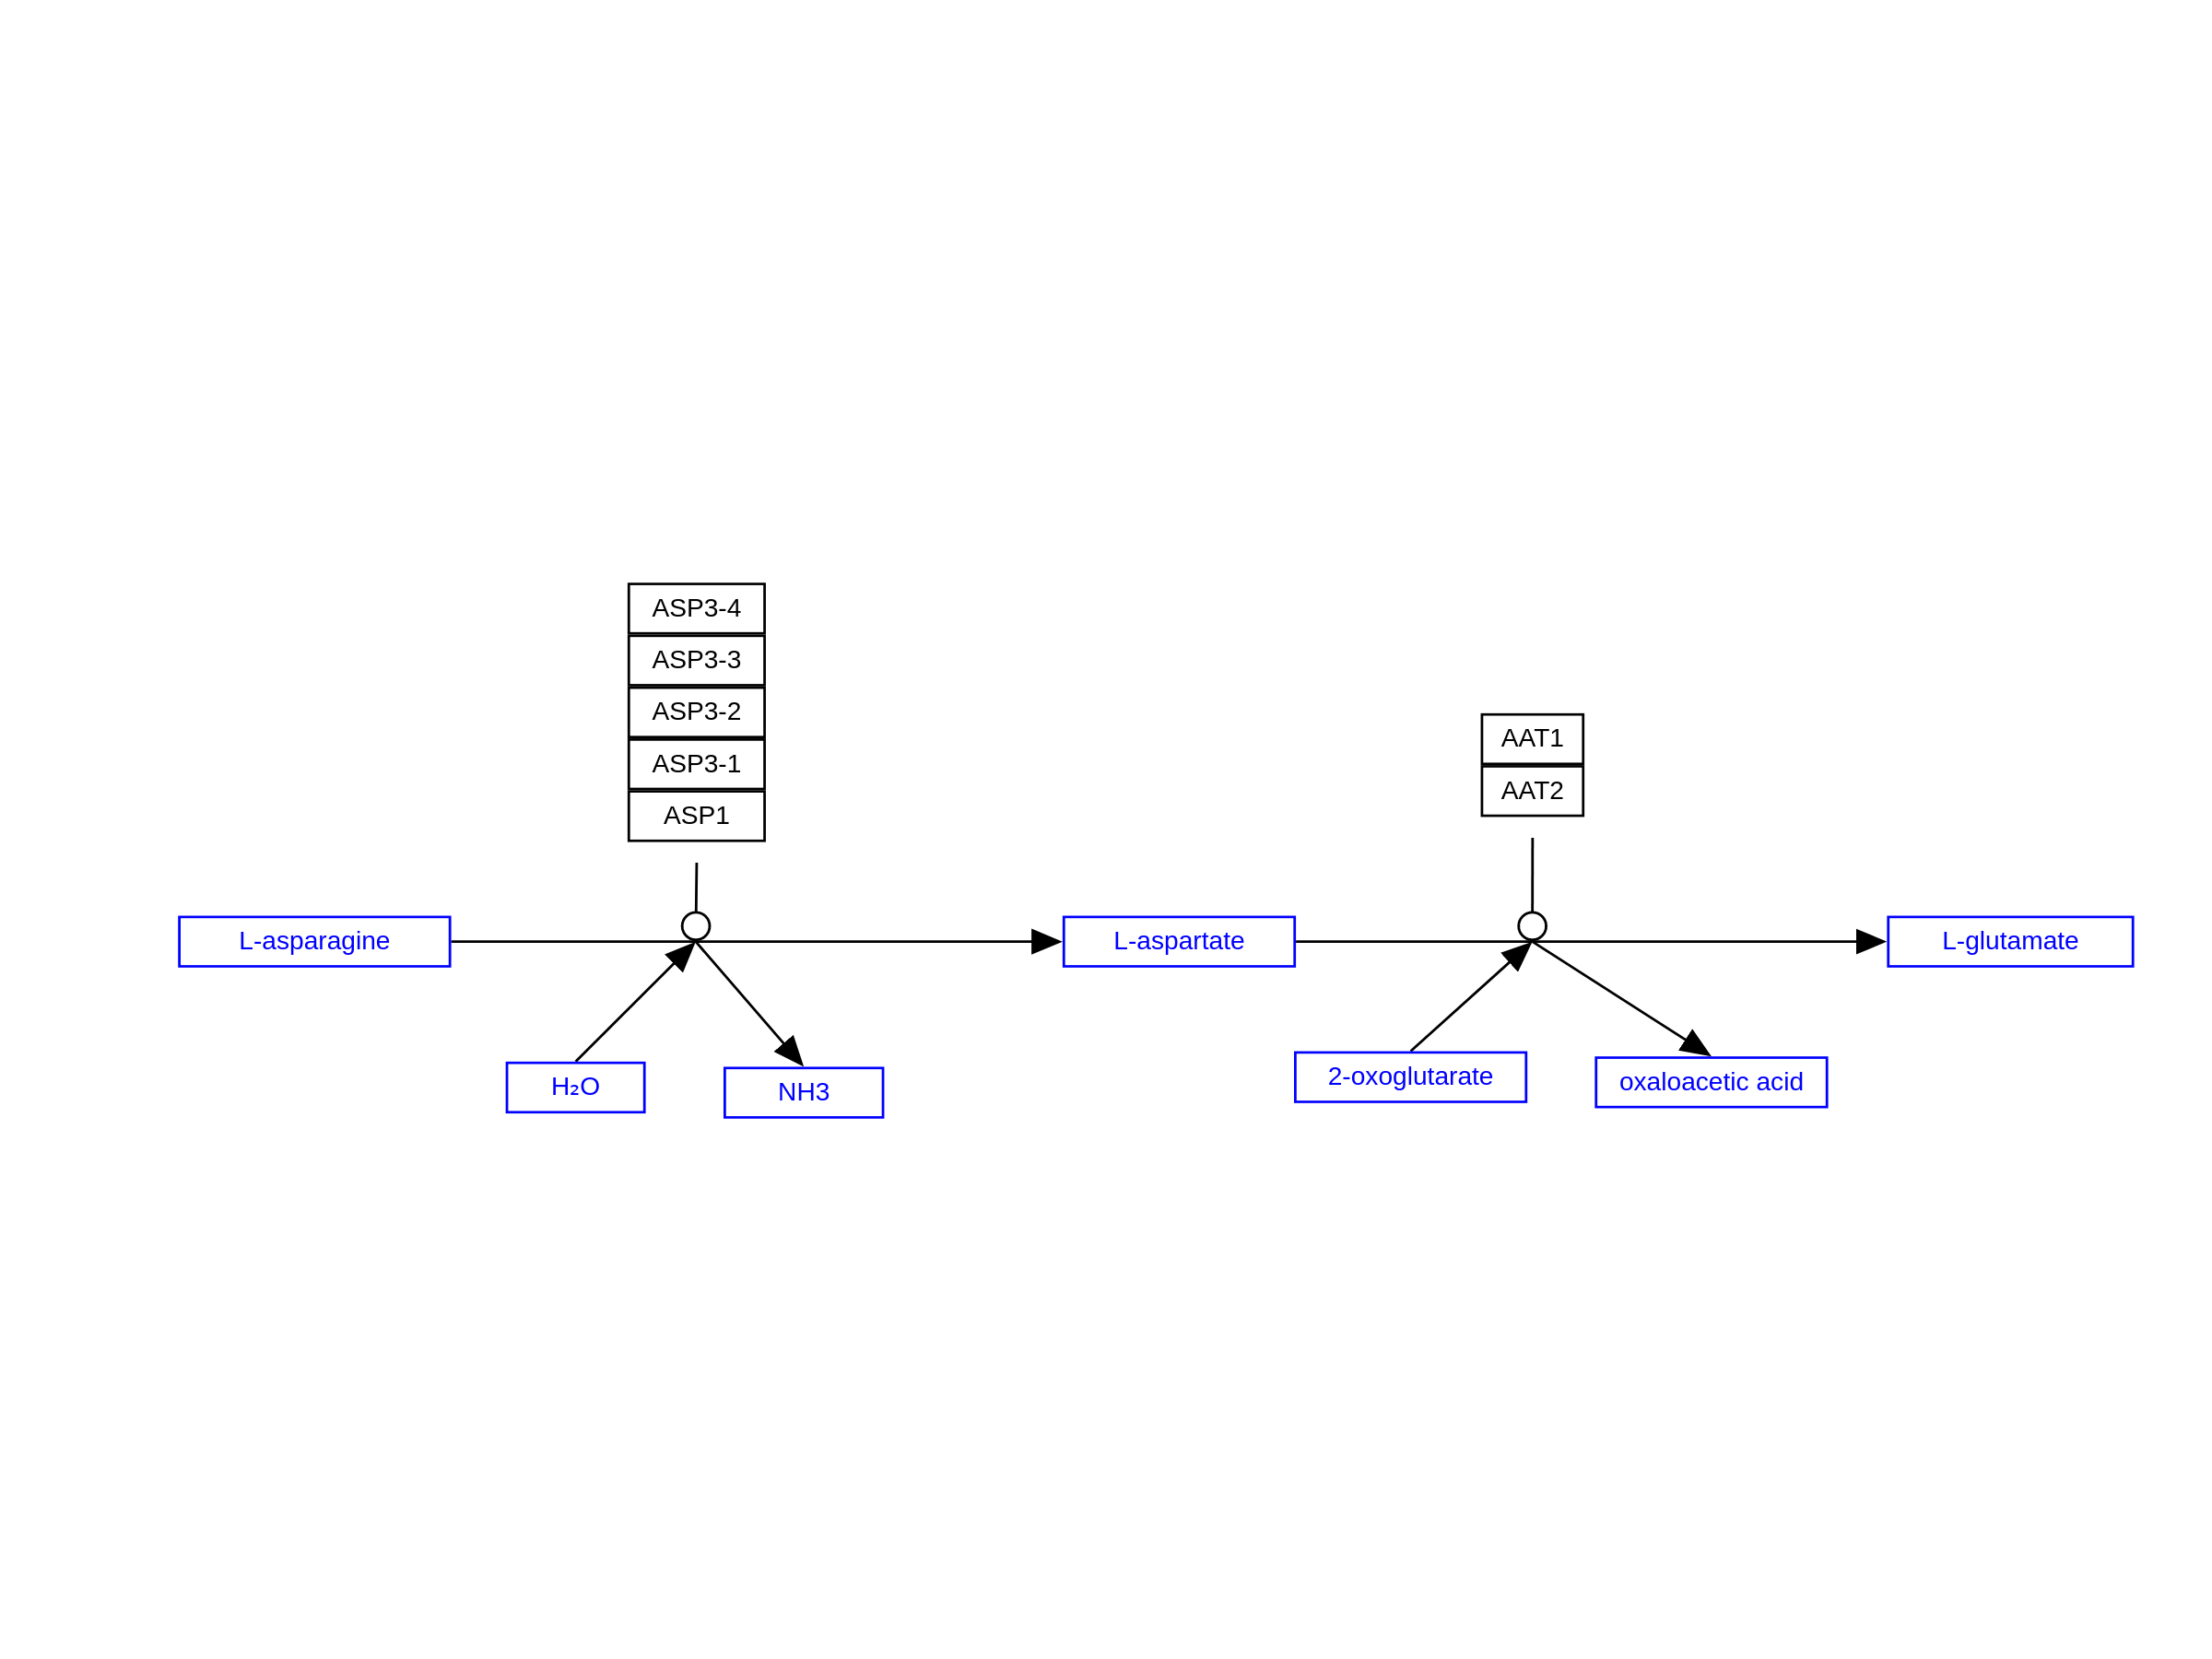 ASP3-4
ASP3-3
ASP3-2
ASP3-1
ASP1
AAT1
AAT2
L-asparagine
L-aspartate
L-glutamate
H₂O
NH3
2-oxoglutarate
oxaloacetic acid